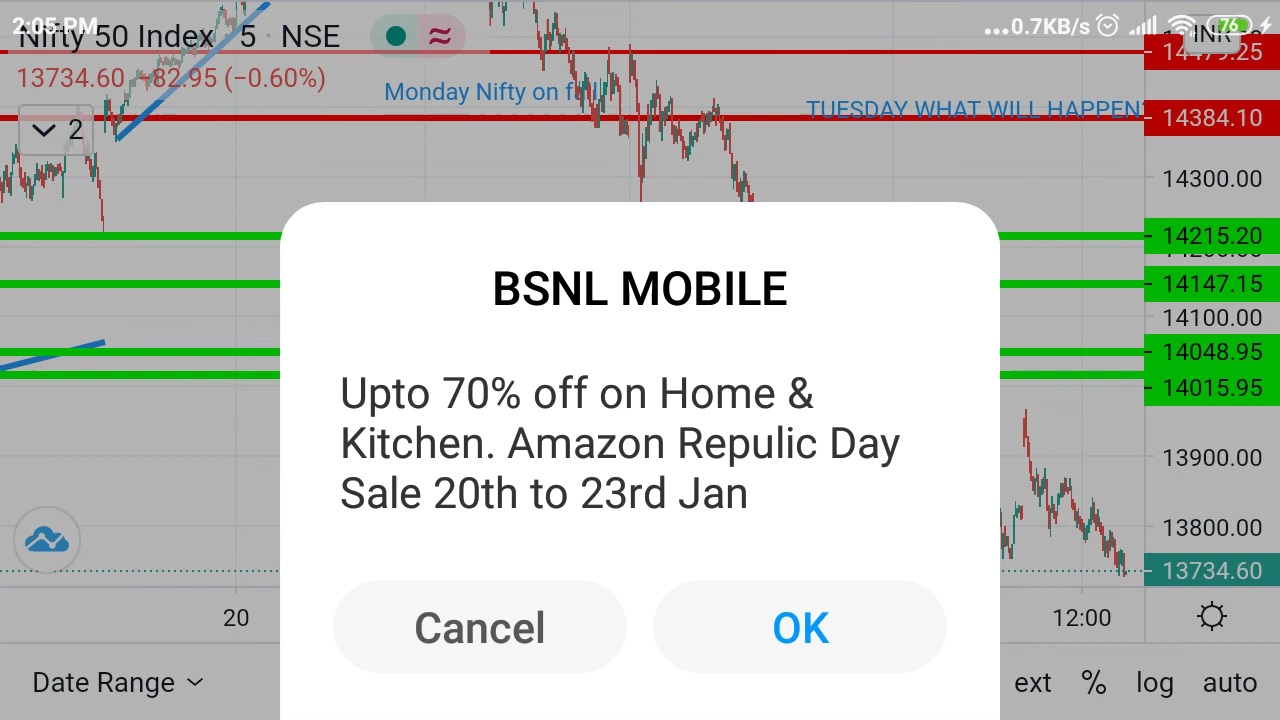 2:05 PM
...0.7KB/s
76
Nifty 50 Index · 5 · NSE
INR
13734.60 −82.95 (−0.60%)
14479.25
Monday Nifty on
TUESDAY WHAT WILL HAPPEN
14384.10
2
14300.00
14215.20
14147.15
14100.00
14048.95
14015.95
13900.00
13800.00
13734.60
BSNL MOBILE
Upto 70% off on Home &
Kitchen. Amazon Repulic Day
Sale 20th to 23rd Jan
Cancel
OK
20
12:00
Date Range
ext
%
log
auto